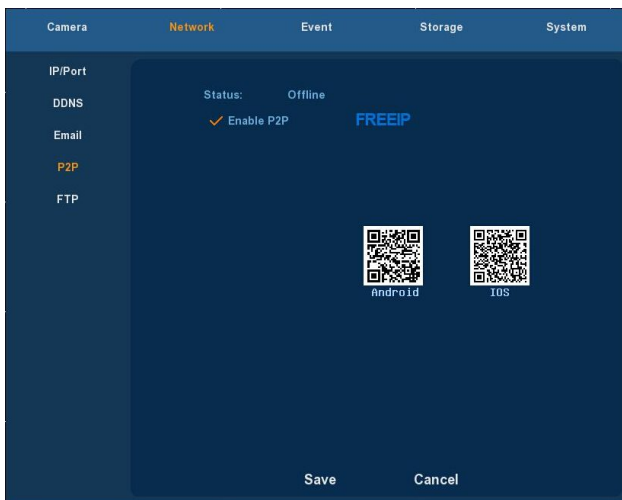 Camera Network Event Storage System
IP/Port
DDNS
Email
P2P
FTP
Status: Offline
Enable P2P FREEIP
Android IOS
Save Cancel